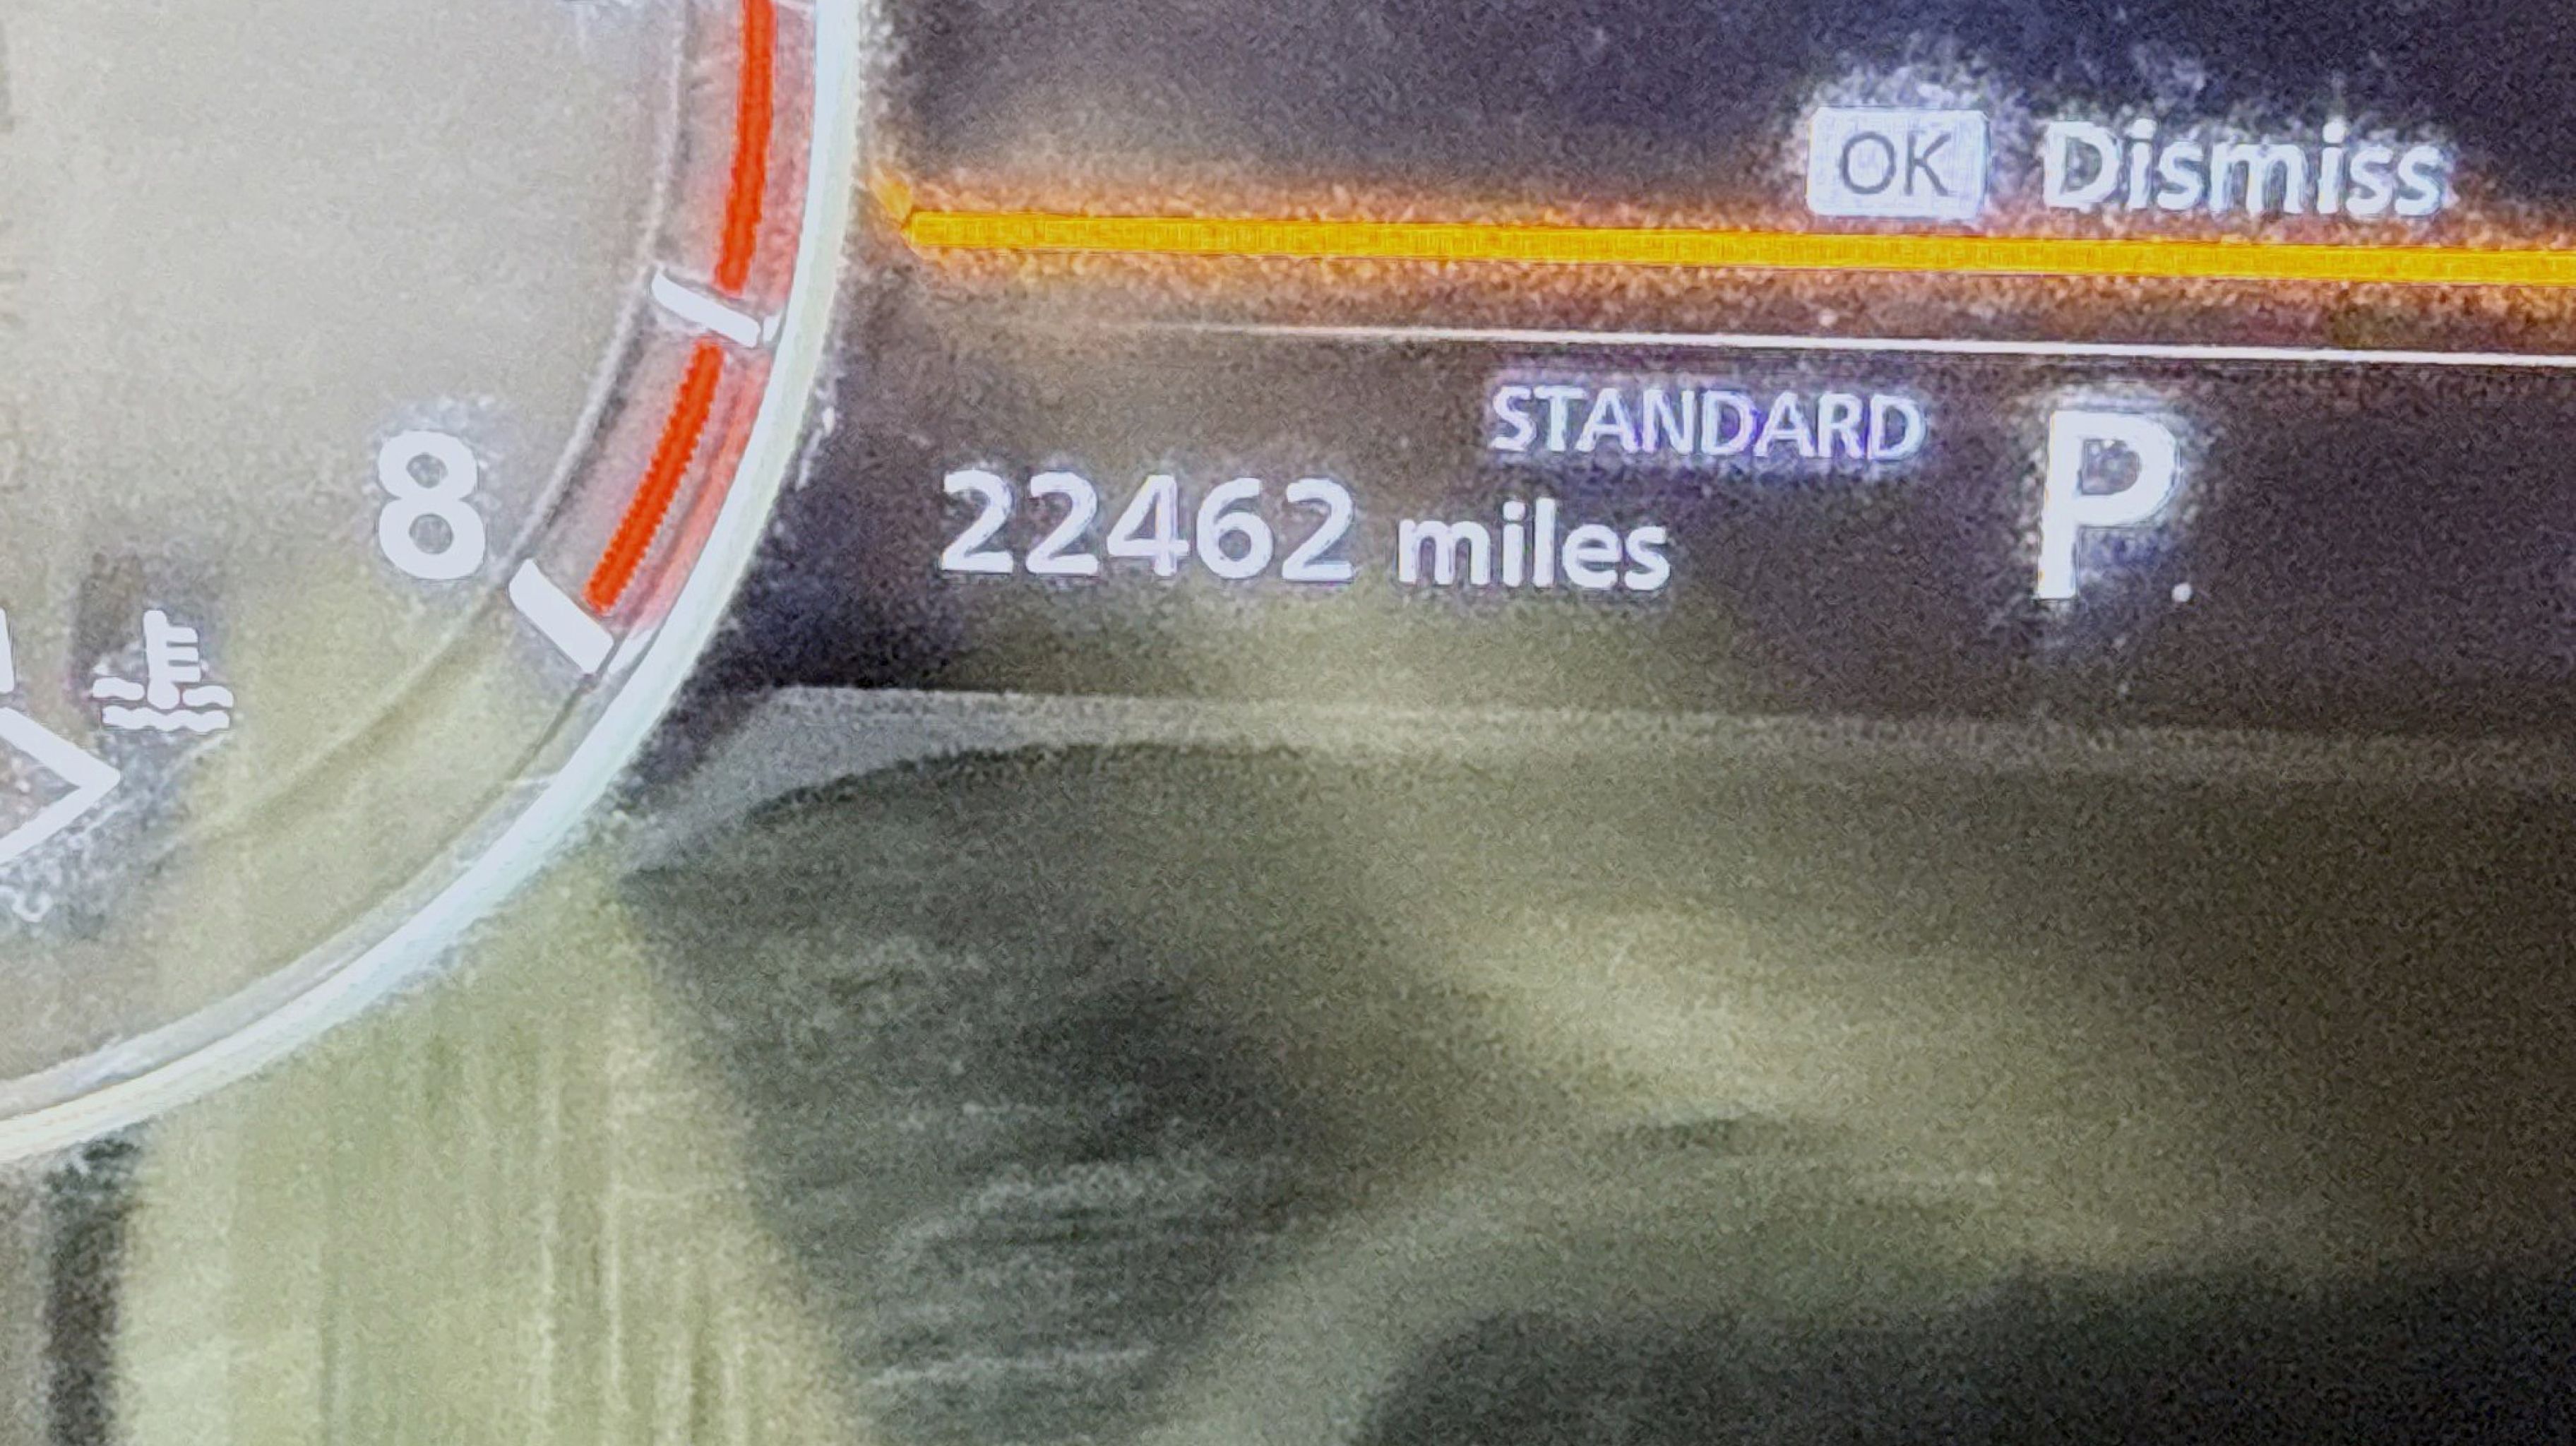 OK Dismiss
STANDARD
P
22462 miles
8